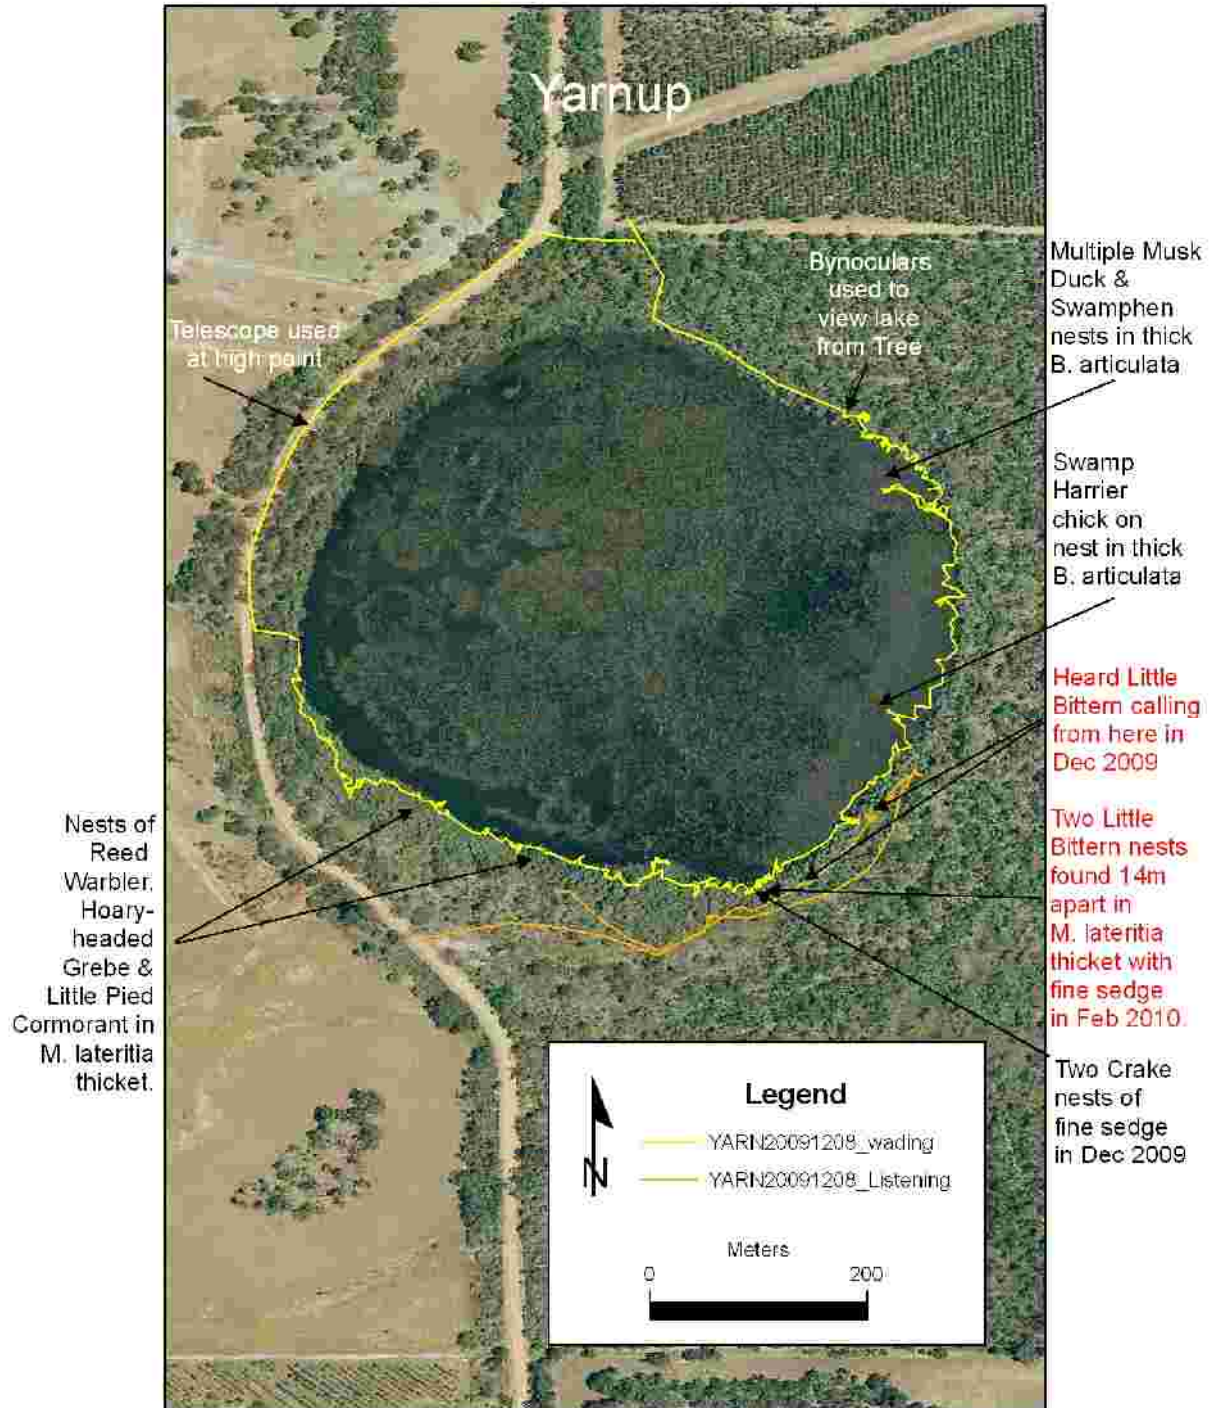 Yarnup
Bynoculars
used to
view lake
from Tree
Telescope used
at high point
Multiple Musk
Duck &
Swamphen
nests in thick
B. articulata
Swamp
Harrier
chick on
nest in thick
B. articulata
Heard Little
Bittern calling
from here in
Dec 2009
Two Little
Bittern nests
found 14m
apart in
M. lateritia
thicket with
fine sedge
in Feb 2010.
Two Crake
nests of
fine sedge
in Dec 2009
Nests of
Reed
Warbler,
Hoary-
headed
Grebe &
Little Pied
Cormorant in
M. lateritia
thicket.
Legend
N
YARN20091208_wading
YARN20091208_Listening
Meters
0 200